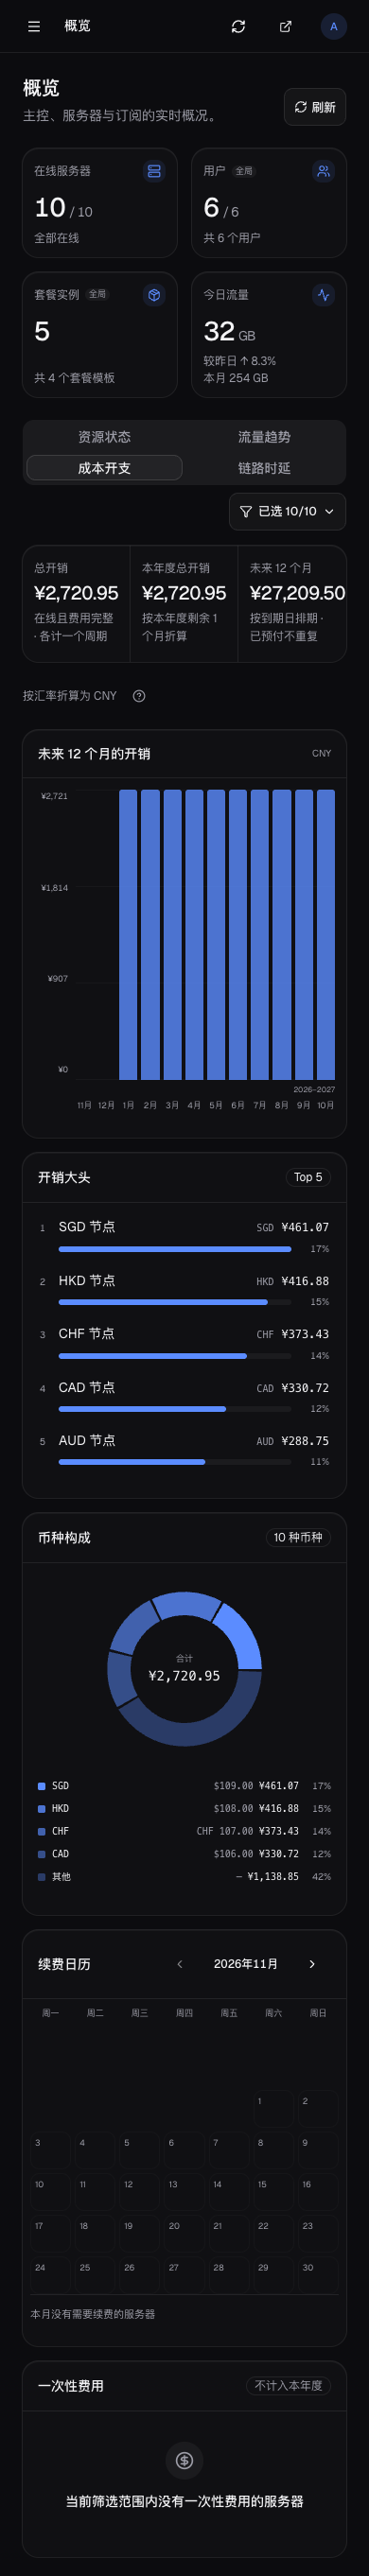 概览
A
概览
主控、服务器与订阅的实时概况。
刷新
在线服务器
10 / 10
全部在线
用户 全局
6 / 6
共 6 个用户
套餐实例 全局
5
共 4 个套餐模板
今日流量
32 GB
较昨日 ↑ 8.3%
本月 254 GB
资源状态
流量趋势
成本开支
链路时延
已选 10/10
总开销
¥2,720.95
在线且费用完整
· 各计一个周期
本年度总开销
¥2,720.95
按本年度剩余 1
个月折算
未来 12 个月
¥27,209.50
按到期日排期 ·
已预付不重复
按汇率折算为 CNY
未来 12 个月的开销
CNY
¥2,721
¥1,814
¥907
¥0
2026–2027
11月 12月 1月 2月 3月 4月 5月 6月 7月 8月 9月 10月
开销大头
Top 5
1 SGD 节点 SGD ¥461.07
17%
2 HKD 节点 HKD ¥416.88
15%
3 CHF 节点 CHF ¥373.43
14%
4 CAD 节点 CAD ¥330.72
12%
5 AUD 节点 AUD ¥288.75
11%
币种构成
10 种币种
合计
¥2,720.95
SGD $109.00 ¥461.07 17%
HKD $108.00 ¥416.88 15%
CHF CHF 107.00 ¥373.43 14%
CAD $106.00 ¥330.72 12%
其他 — ¥1,138.85 42%
续费日历
2026年11月
周一 周二 周三 周四 周五 周六 周日
1 2
3 4 5 6 7 8 9
10 11 12 13 14 15 16
17 18 19 20 21 22 23
24 25 26 27 28 29 30
本月没有需要续费的服务器
一次性费用
不计入本年度
当前筛选范围内没有一次性费用的服务器